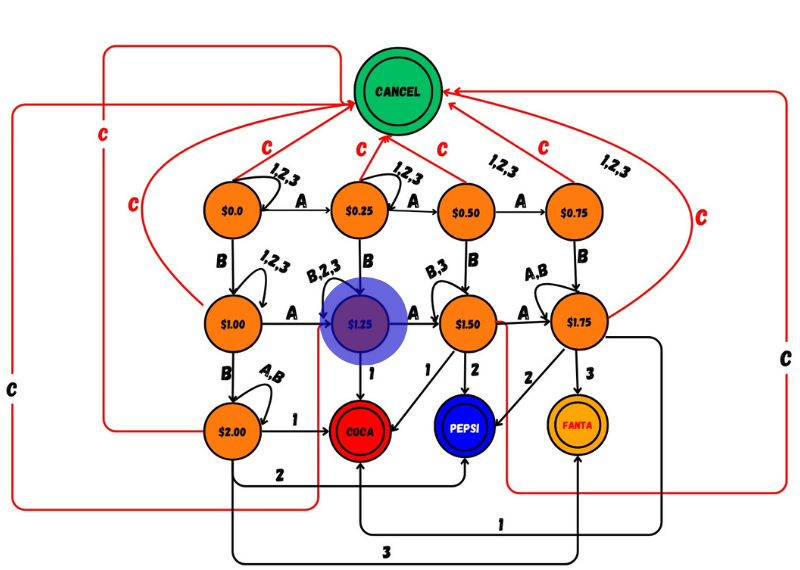 CANCEL
C
C
C
C
C
1,2,3
1,2,3
1,2,3
1,2,3
C
C
$0.0
A
$0.25
A
$0.50
A
$0.75
B
1,2,3
B,2,3
B
B,3
B
A,B
B
$1.00
A
$1.25
A
$1.50
A
$1.75
C
C
B
A,B
1
1
2
2
3
$2.00
1
COCA
PEPSI
FANTA
2
1
3